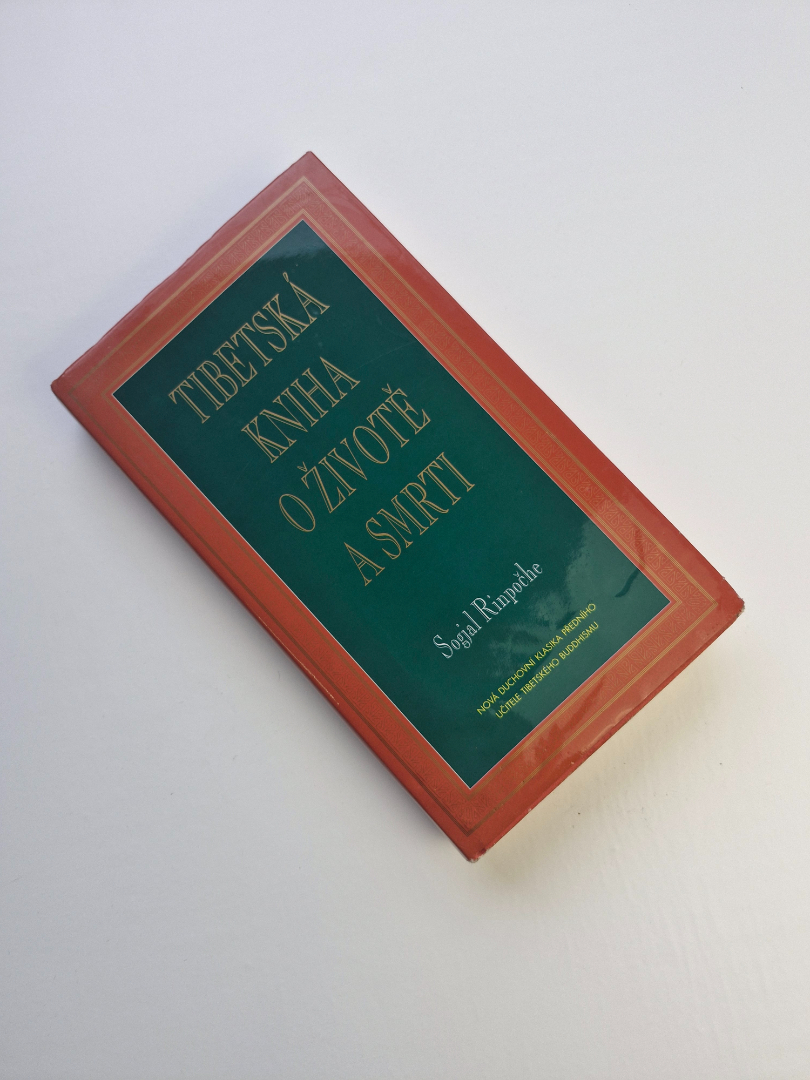 TIBETSKÁ
KNIHA
O ŽIVOTĚ
A SMRTI
Sogjal Rinpočhe
NOVÁ DUCHOVNÍ KLASIKA PŘEDNÍHO
UČITELE TIBETSKÉHO BUDDHISMU